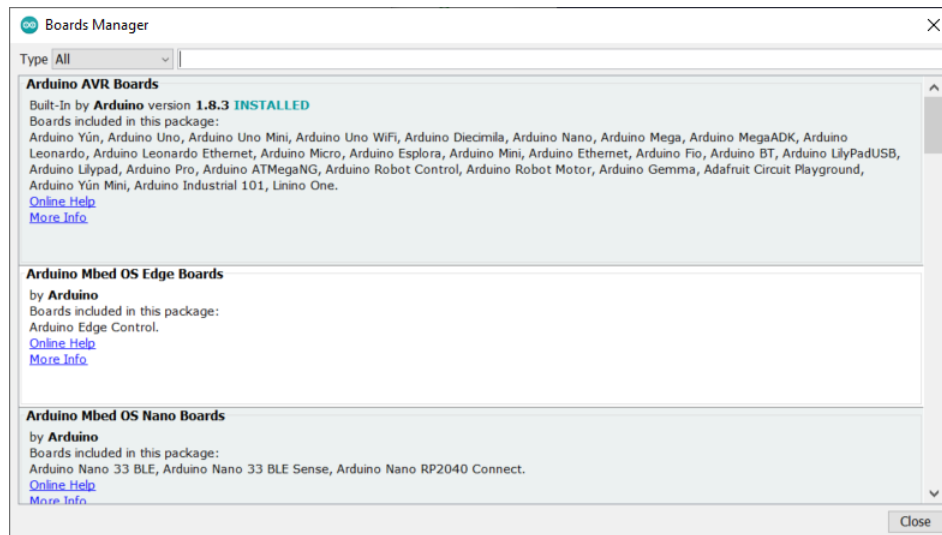 Boards Manager
Type All
Arduino AVR Boards
Built-In by Arduino version 1.8.3 INSTALLED
Boards included in this package:
Arduino Yún, Arduino Uno, Arduino Uno Mini, Arduino Uno WiFi, Arduino Diecimila, Arduino Nano, Arduino Mega, Arduino MegaADK, Arduino
Leonardo, Arduino Leonardo Ethernet, Arduino Micro, Arduino Esplora, Arduino Mini, Arduino Ethernet, Arduino Fio, Arduino BT, Arduino LilyPadUSB,
Arduino Lilypad, Arduino Pro, Arduino ATMegaNG, Arduino Robot Control, Arduino Robot Motor, Arduino Gemma, Adafruit Circuit Playground,
Arduino Yún Mini, Arduino Industrial 101, Linino One.
Online Help
More Info
Arduino Mbed OS Edge Boards
by Arduino
Boards included in this package:
Arduino Edge Control.
Online Help
More Info
Arduino Mbed OS Nano Boards
by Arduino
Boards included in this package:
Arduino Nano 33 BLE, Arduino Nano 33 BLE Sense, Arduino Nano RP2040 Connect.
Online Help
More Info
Close